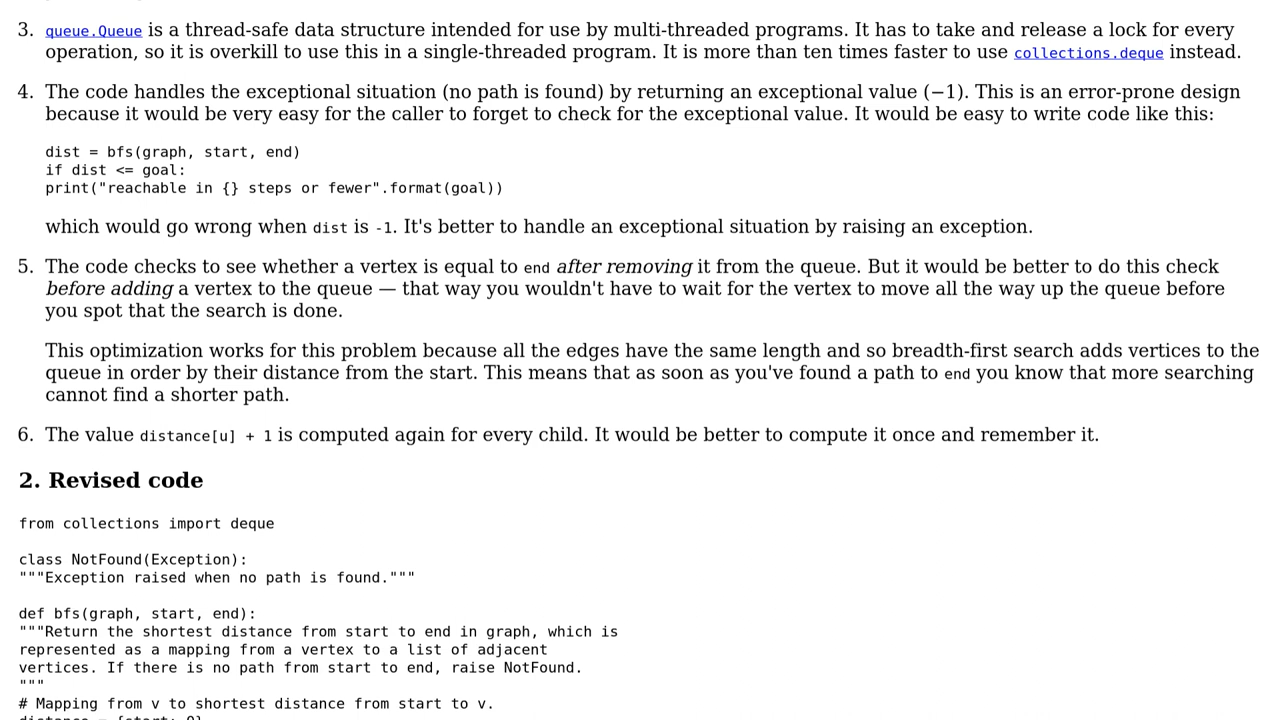 3. queue.Queue is a thread-safe data structure intended for use by multi-threaded programs. It has to take and release a lock for every
operation, so it is overkill to use this in a single-threaded program. It is more than ten times faster to use collections.deque instead.
4. The code handles the exceptional situation (no path is found) by returning an exceptional value (−1). This is an error-prone design
because it would be very easy for the caller to forget to check for the exceptional value. It would be easy to write code like this:
dist = bfs(graph, start, end)
if dist <= goal:
print("reachable in {} steps or fewer".format(goal))
which would go wrong when dist is -1. It's better to handle an exceptional situation by raising an exception.
5. The code checks to see whether a vertex is equal to end after removing it from the queue. But it would be better to do this check
before adding a vertex to the queue — that way you wouldn't have to wait for the vertex to move all the way up the queue before
you spot that the search is done.
This optimization works for this problem because all the edges have the same length and so breadth-first search adds vertices to the
queue in order by their distance from the start. This means that as soon as you've found a path to end you know that more searching
cannot find a shorter path.
6. The value distance[u] + 1 is computed again for every child. It would be better to compute it once and remember it.
2. Revised code
from collections import deque
class NotFound(Exception):
"""Exception raised when no path is found."""
def bfs(graph, start, end):
"""Return the shortest distance from start to end in graph, which is
represented as a mapping from a vertex to a list of adjacent
vertices. If there is no path from start to end, raise NotFound.
"""
# Mapping from v to shortest distance from start to v.